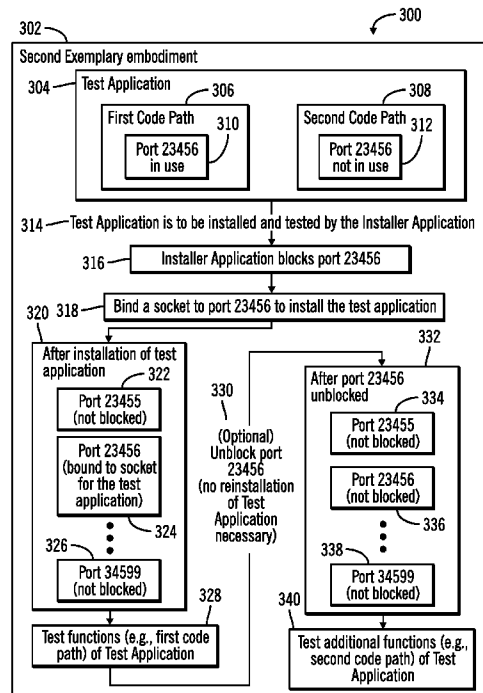 300
302
Second Exemplary embodiment
304
Test Application
306
308
First Code Path
Second Code Path
310
312
Port 23456
in use
Port 23456
not in use
314
Test Application is to be installed and tested by the Installer Application
316
Installer Application blocks port 23456
318
Bind a socket to port 23456 to install the test application
320
After installation of test
application
322
Port 23455
(not blocked)
Port 23456
(bound to socket
for the test
application)
324
326
Port 34599
(not blocked)
328
Test functions (e.g., first code
path) of Test Application
330
(Optional)
Unblock port
23456
(no reinstallation
of Test
Application
necessary)
332
After port 23456
unblocked
334
Port 23455
(not blocked)
Port 23456
(not blocked)
336
338
Port 34599
(not blocked)
340
Test additional functions (e.g.,
second code path) of Test
Application